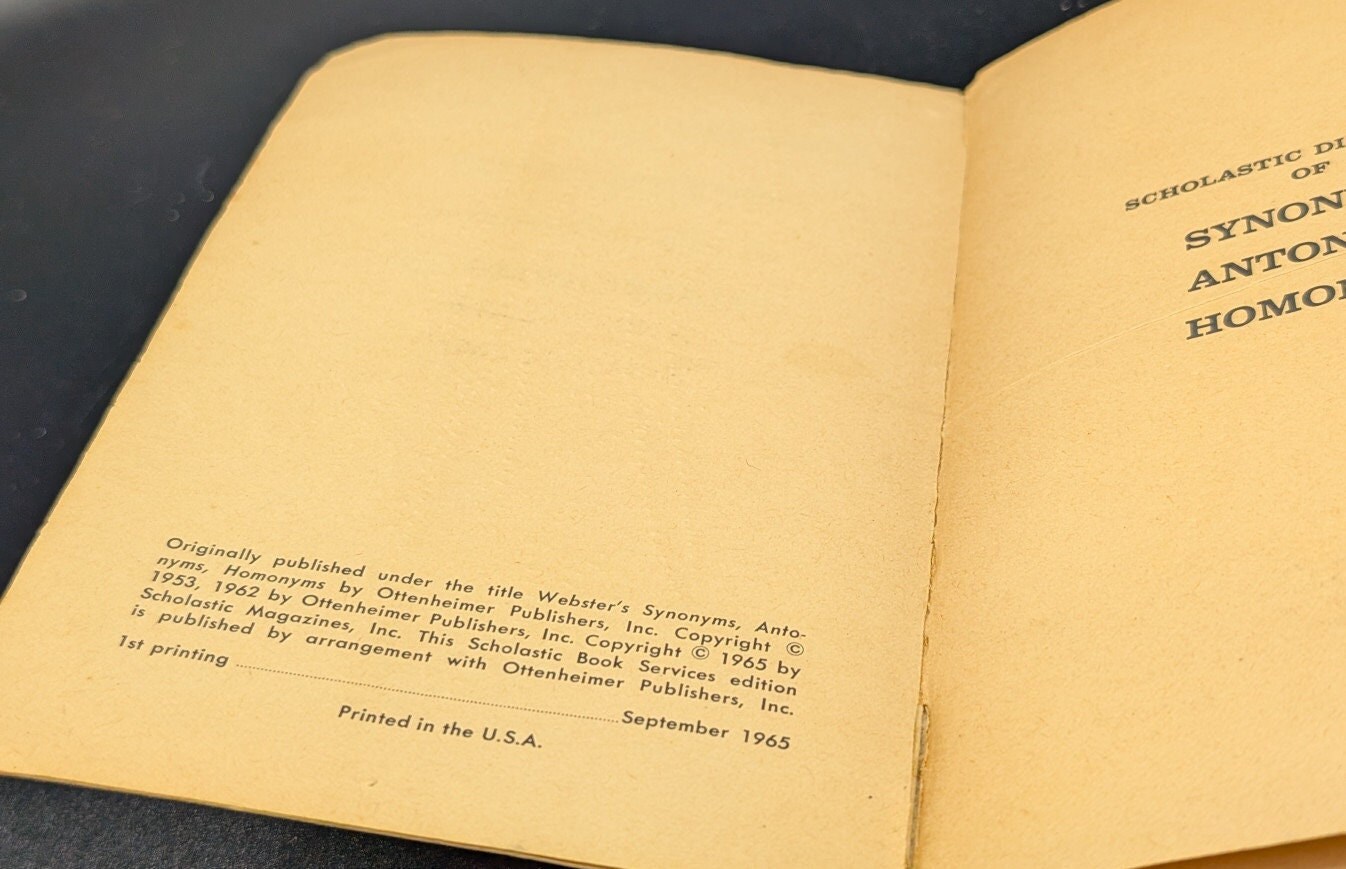 Originally published under the title Webster's Synonyms, Anto-
nyms, Homonyms by Ottenheimer Publishers, Inc. Copyright ©
1953, 1962 by Ottenheimer Publishers, Inc. Copyright © 1965 by
Scholastic Magazines, Inc. This Scholastic Book Services edition
is published by arrangement with Ottenheimer Publishers, Inc.
1st printing ........................................ September 1965
Printed in the U.S.A.
SCHOLASTIC DI
OF
SYNON
ANTON
HOMO